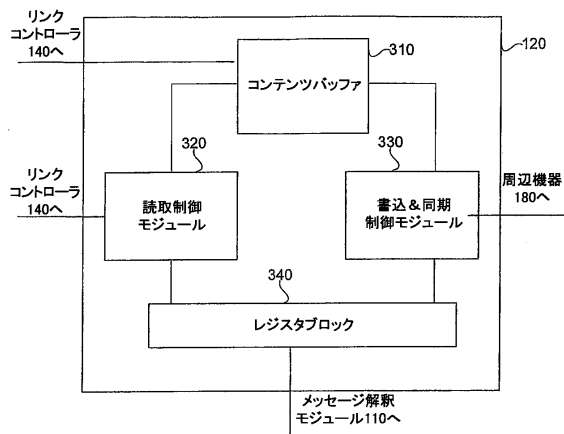 リンク
コントローラ
140へ
310
120
コンテンツバッファ
320
330
リンク
コントローラ
140へ
読取制御
モジュール
書込&同期
制御モジュール
周辺機器
180へ
340
レジスタブロック
メッセージ解釈
モジュール110へ